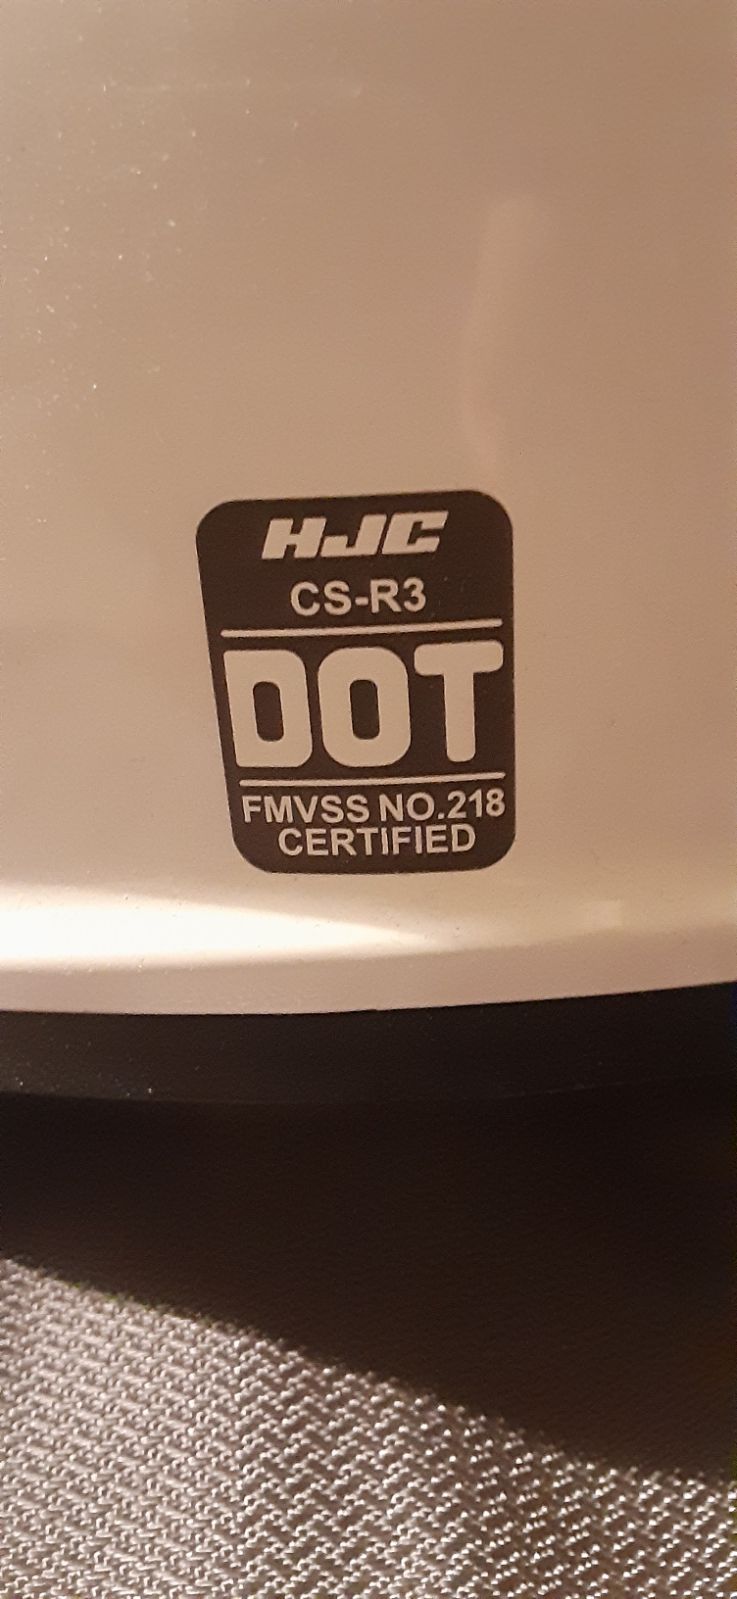 HJC
CS-R3
DOT
FMVSS NO.218
CERTIFIED